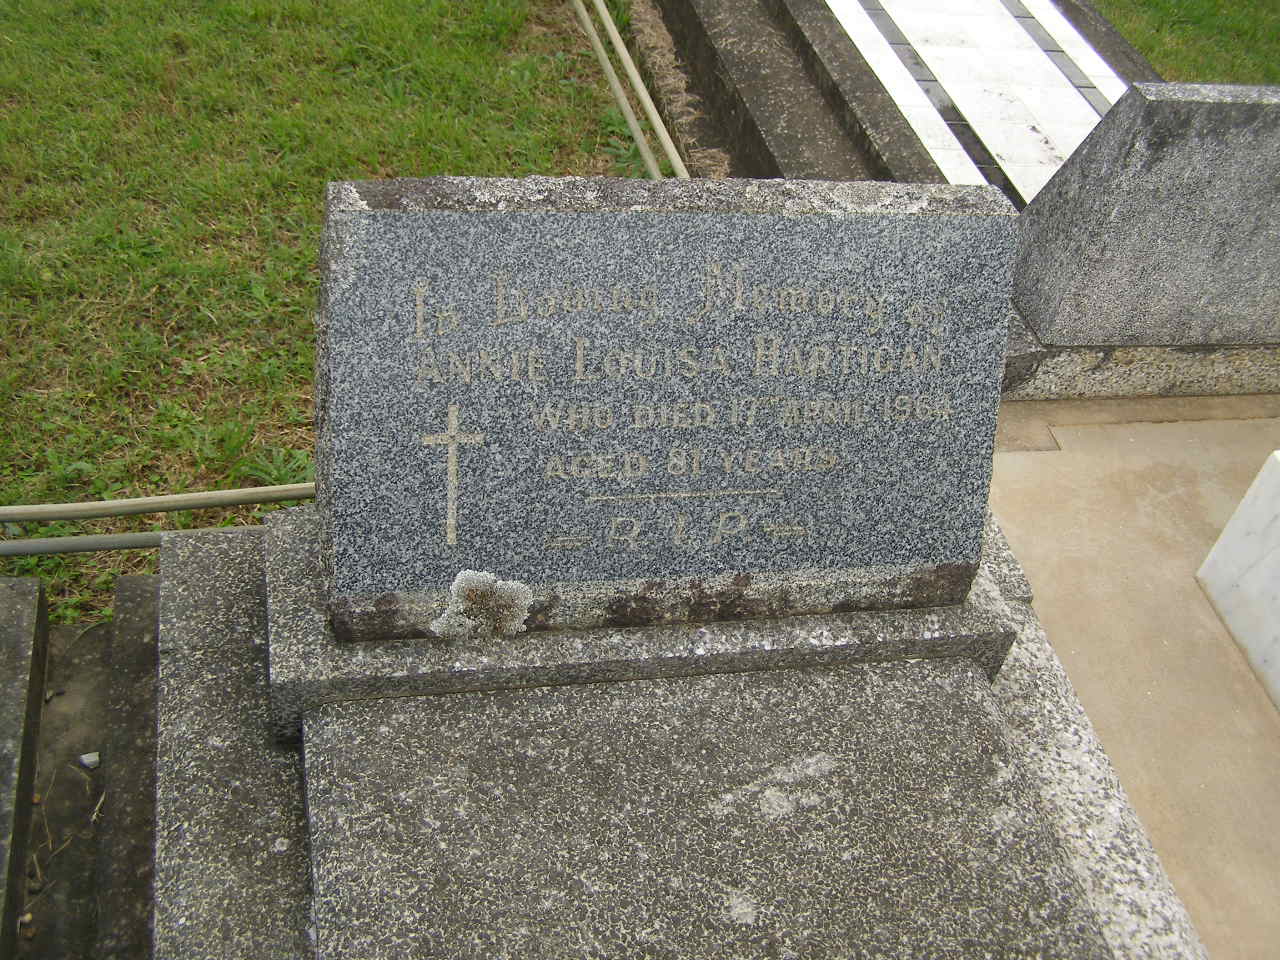 In Loving Memory of
ANNIE LOUISA HARTIGAN
WHO DIED 17TH APRIL 1964
AGED 81 YEARS
– R.I.P. –